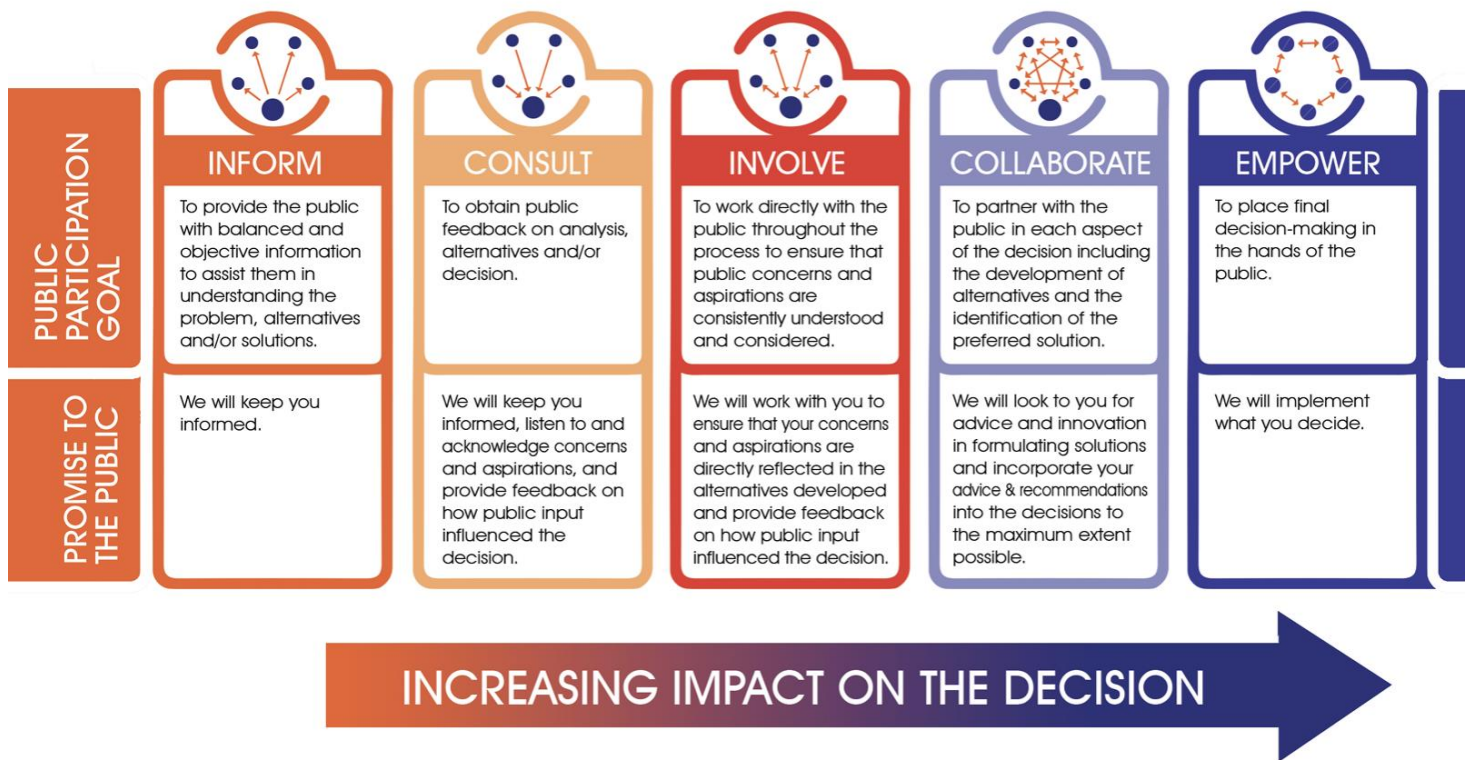 PUBLIC
PARTICIPATION
GOAL
INFORM
To provide the public
with balanced and
objective information
to assist them in
understanding the
problem, alternatives
and/or solutions.
CONSULT
To obtain public
feedback on analysis,
alternatives and/or
decision.
INVOLVE
To work directly with the
public throughout the
process to ensure that
public concerns and
aspirations are
consistently understood
and considered.
COLLABORATE
To partner with the
public in each aspect
of the decision including
the development of
alternatives and the
identification of the
preferred solution.
EMPOWER
To place final
decision-making in
the hands of the
public.
PROMISE TO
THE PUBLIC
We will keep you
informed.
We will keep you
informed, listen to and
acknowledge concerns
and aspirations, and
provide feedback on
how public input
influenced the
decision.
We will work with you to
ensure that your concerns
and aspirations are
directly reflected in the
alternatives developed
and provide feedback
on how public input
influenced the decision.
We will look to you for
advice and innovation
in formulating solutions
and incorporate your
advice & recommendations
into the decisions to
the maximum extent
possible.
We will implement
what you decide.
INCREASING IMPACT ON THE DECISION